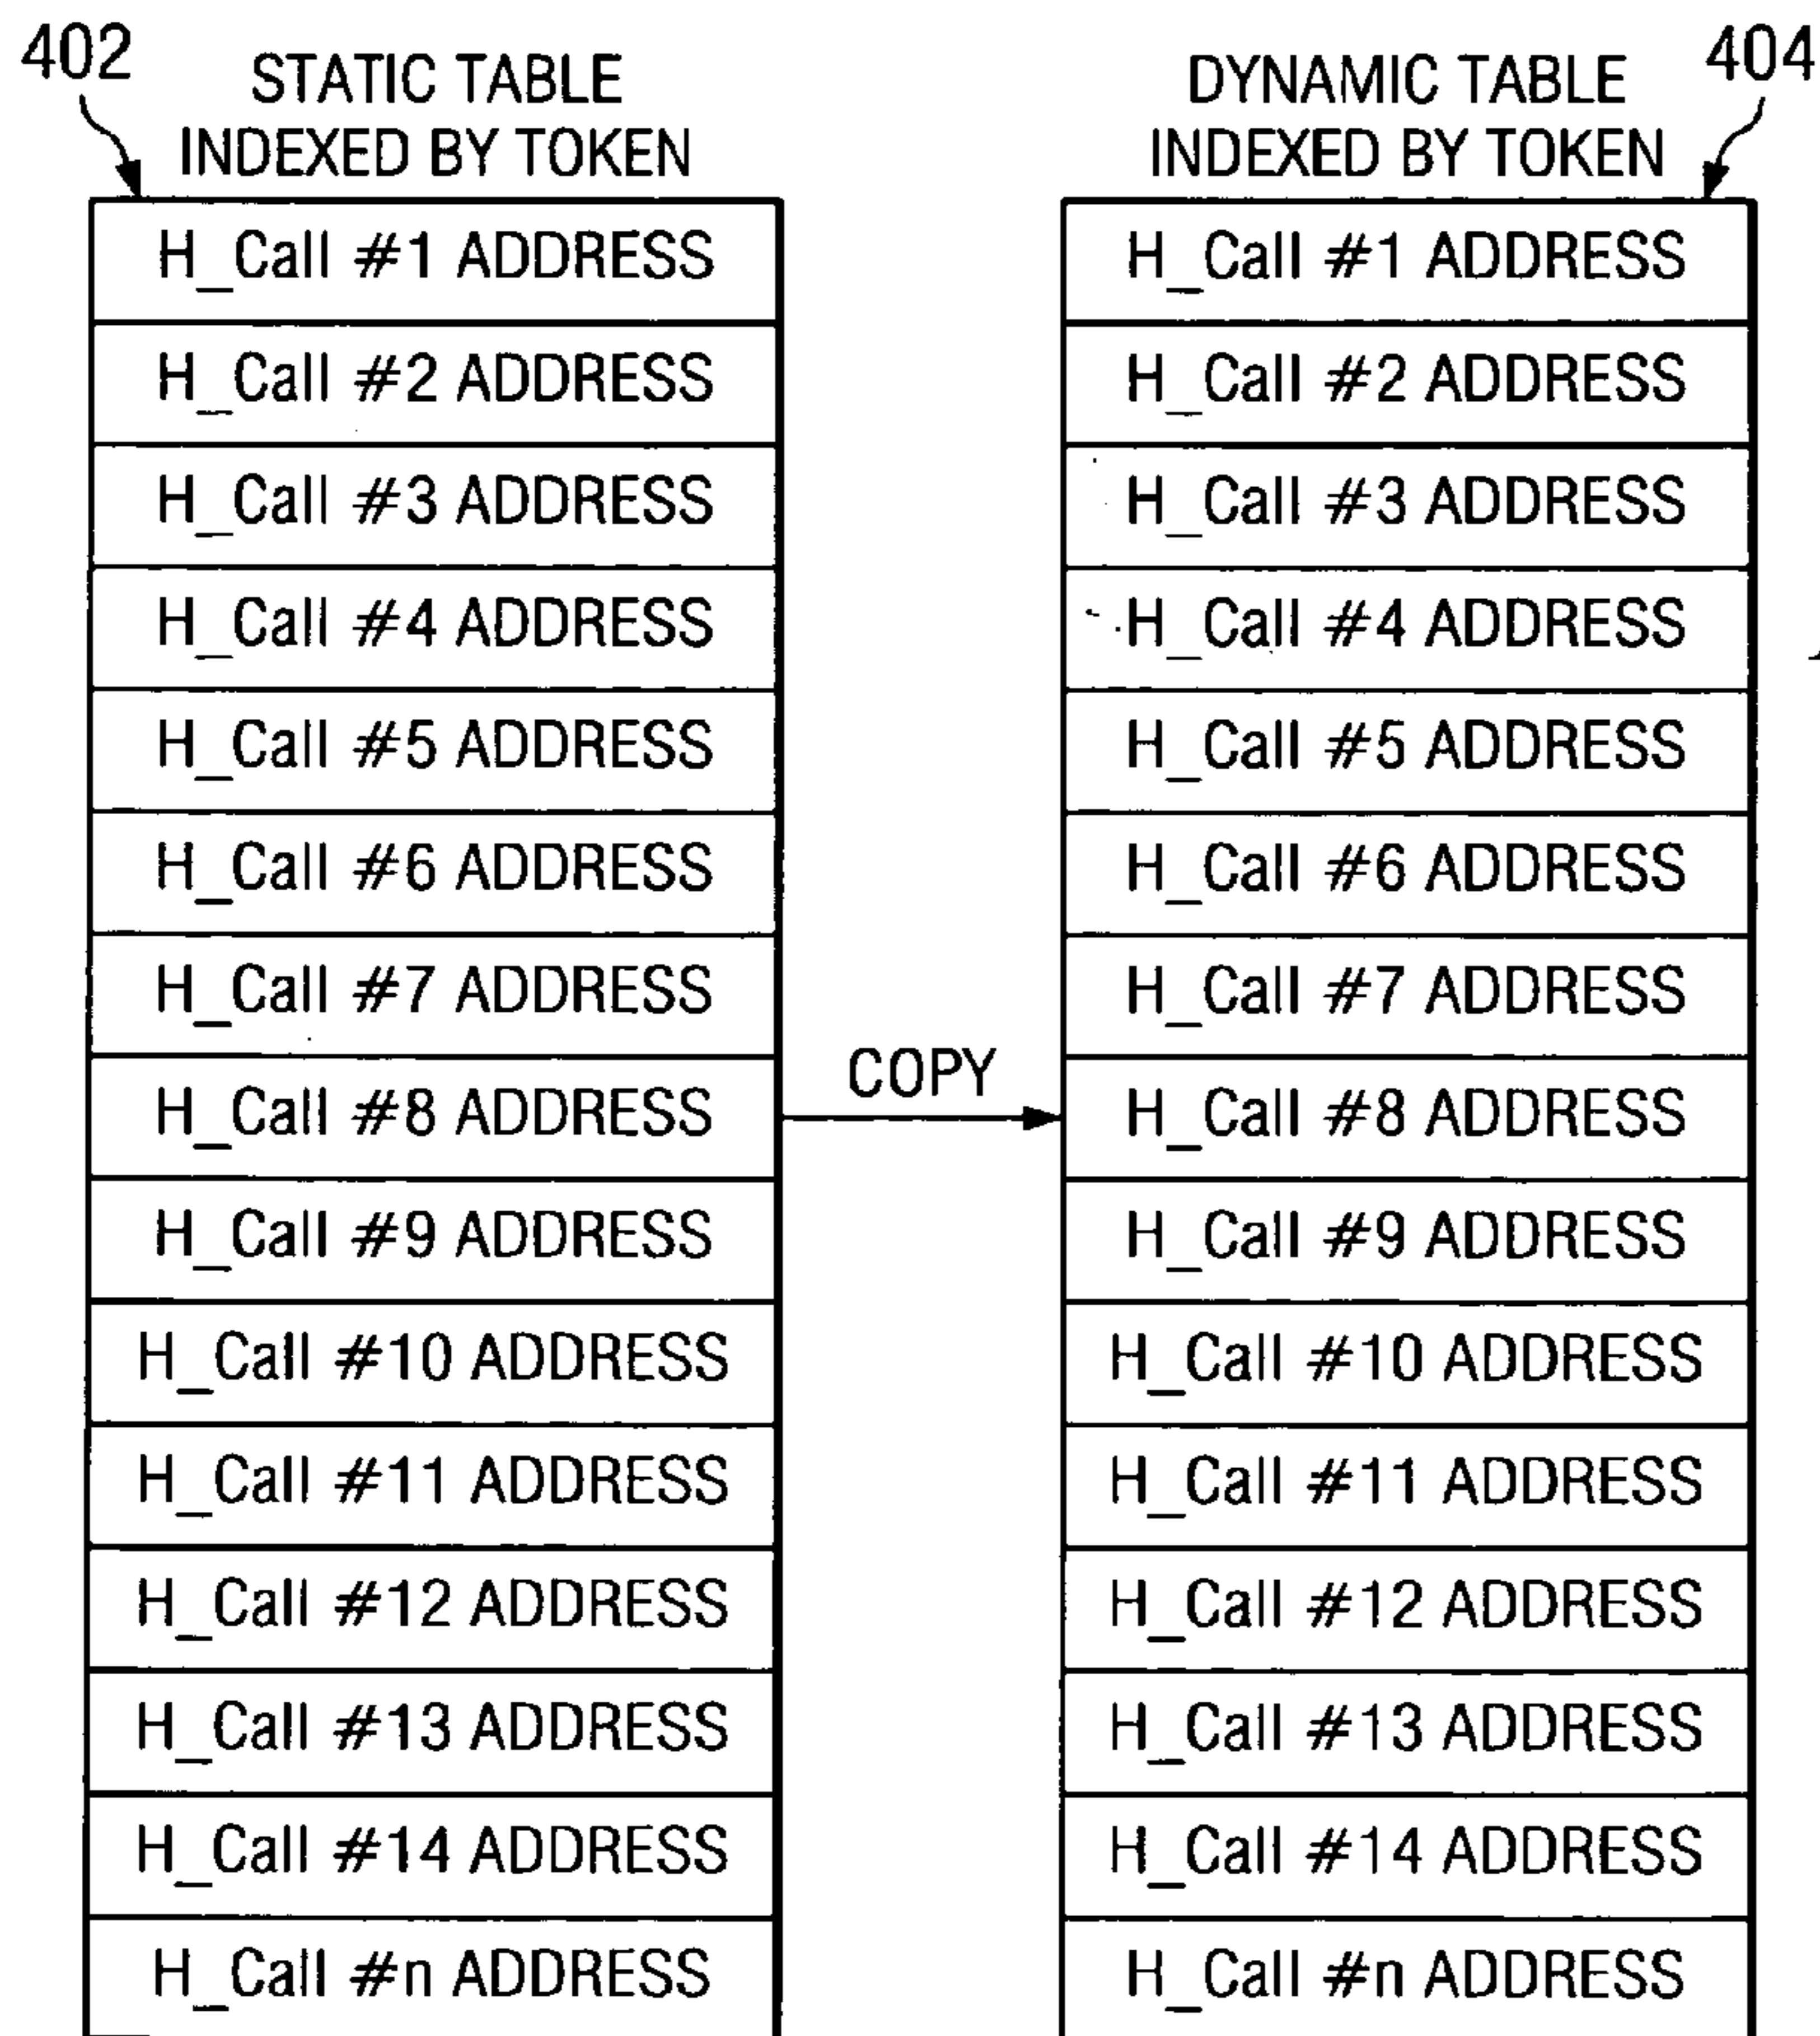 402
STATIC TABLE
INDEXED BY TOKEN
H_Call #1 ADDRESS
H_Call #2 ADDRESS
H_Call #3 ADDRESS
H_Call #4 ADDRESS
H_Call #5 ADDRESS
H_Call #6 ADDRESS
H_Call #7 ADDRESS
H_Call #8 ADDRESS
H_Call #9 ADDRESS
H_Call #10 ADDRESS
H_Call #11 ADDRESS
H_Call #12 ADDRESS
H_Call #13 ADDRESS
H_Call #14 ADDRESS
H_Call #n ADDRESS
COPY
404
DYNAMIC TABLE
INDEXED BY TOKEN
H_Call #1 ADDRESS
H_Call #2 ADDRESS
H_Call #3 ADDRESS
H_Call #4 ADDRESS
H_Call #5 ADDRESS
H_Call #6 ADDRESS
H_Call #7 ADDRESS
H_Call #8 ADDRESS
H_Call #9 ADDRESS
H_Call #10 ADDRESS
H_Call #11 ADDRESS
H_Call #12 ADDRESS
H_Call #13 ADDRESS
H_Call #14 ADDRESS
H_Call #n ADDRESS